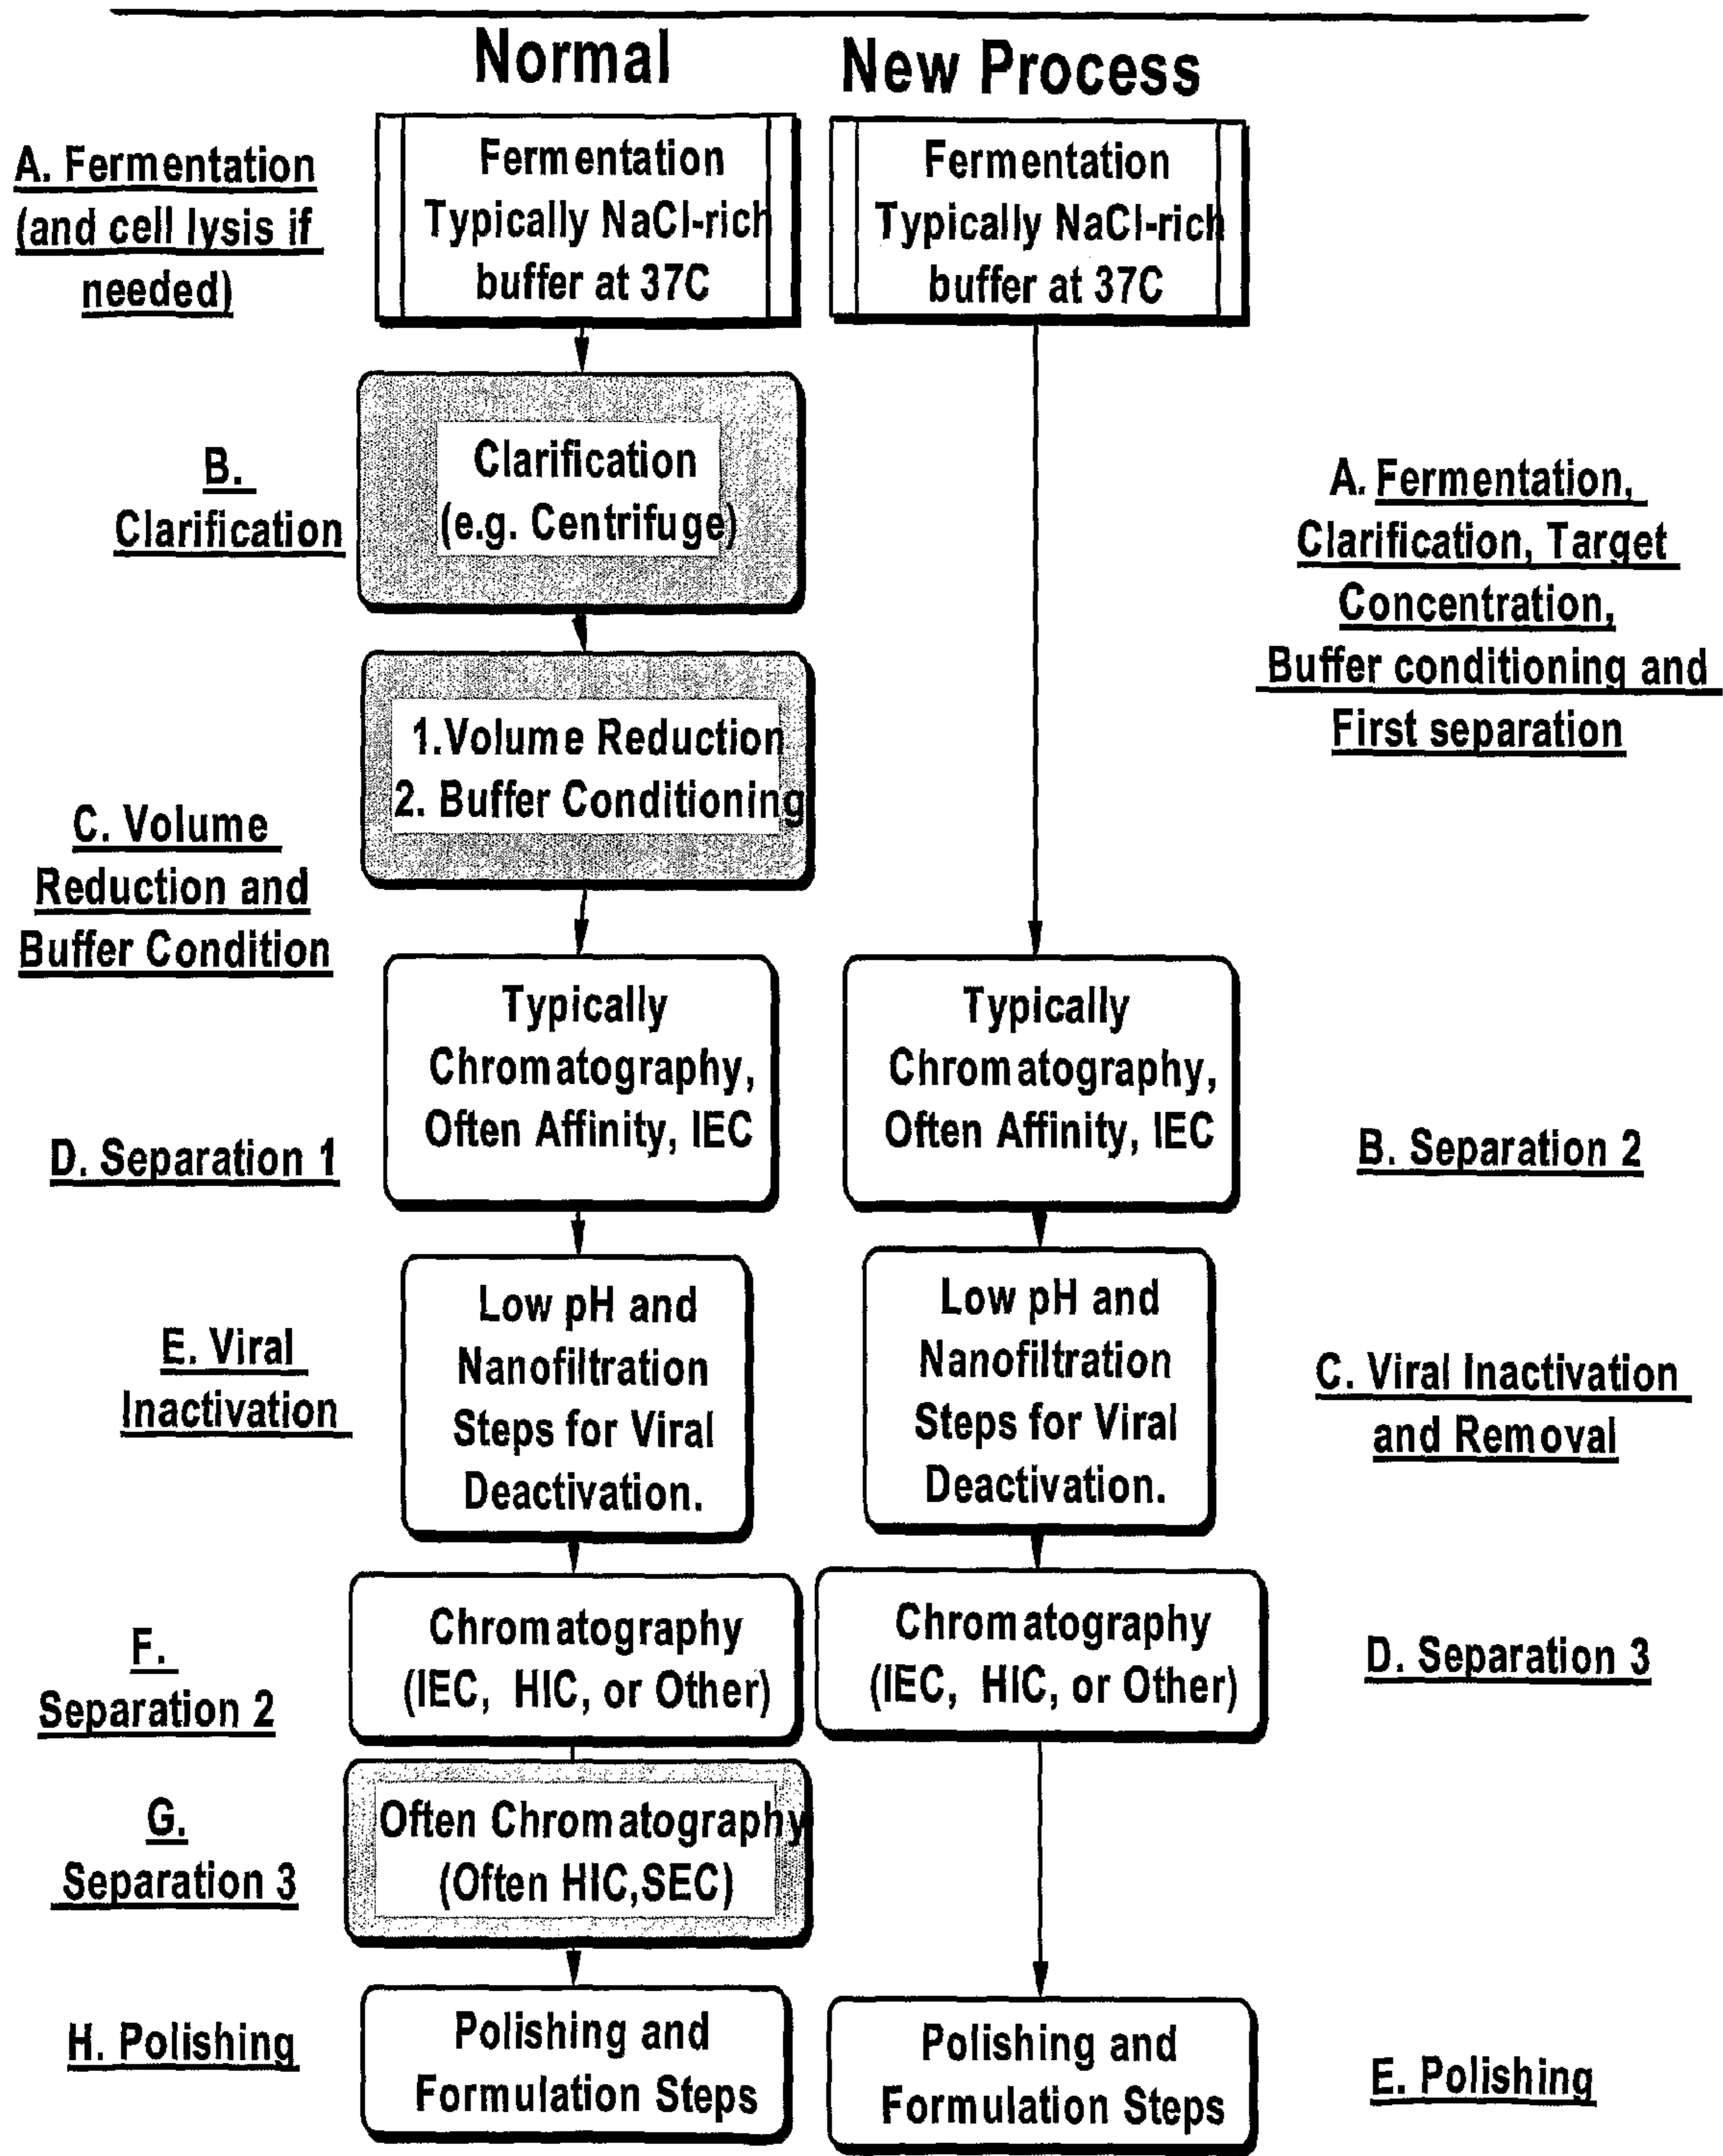 Normal
New Process
A. Fermentation
(and cell lysis if
needed)
Fermentation
Typically NaCl-rich
buffer at 37C
Fermentation
Typically NaCl-rich
buffer at 37C
B.
Clarification
Clarification
(e.g. Centrifuge)
A. Fermentation,
Clarification, Target
Concentration,
Buffer conditioning and
First separation
C. Volume
Reduction and
Buffer Condition
1.Volume Reduction
2. Buffer Conditioning
D. Separation 1
Typically
Chromatography,
Often Affinity, IEC
Typically
Chromatography,
Often Affinity, IEC
B. Separation 2
E. Viral
Inactivation
Low pH and
Nanofiltration
Steps for Viral
Deactivation.
Low pH and
Nanofiltration
Steps for Viral
Deactivation.
C. Viral Inactivation
and Removal
F.
Separation 2
Chromatography
(IEC, HIC, or Other)
Chromatography
(IEC, HIC, or Other)
D. Separation 3
G.
Separation 3
Often Chromatography
(Often HIC,SEC)
H. Polishing
Polishing and
Formulation Steps
Polishing and
Formulation Steps
E. Polishing